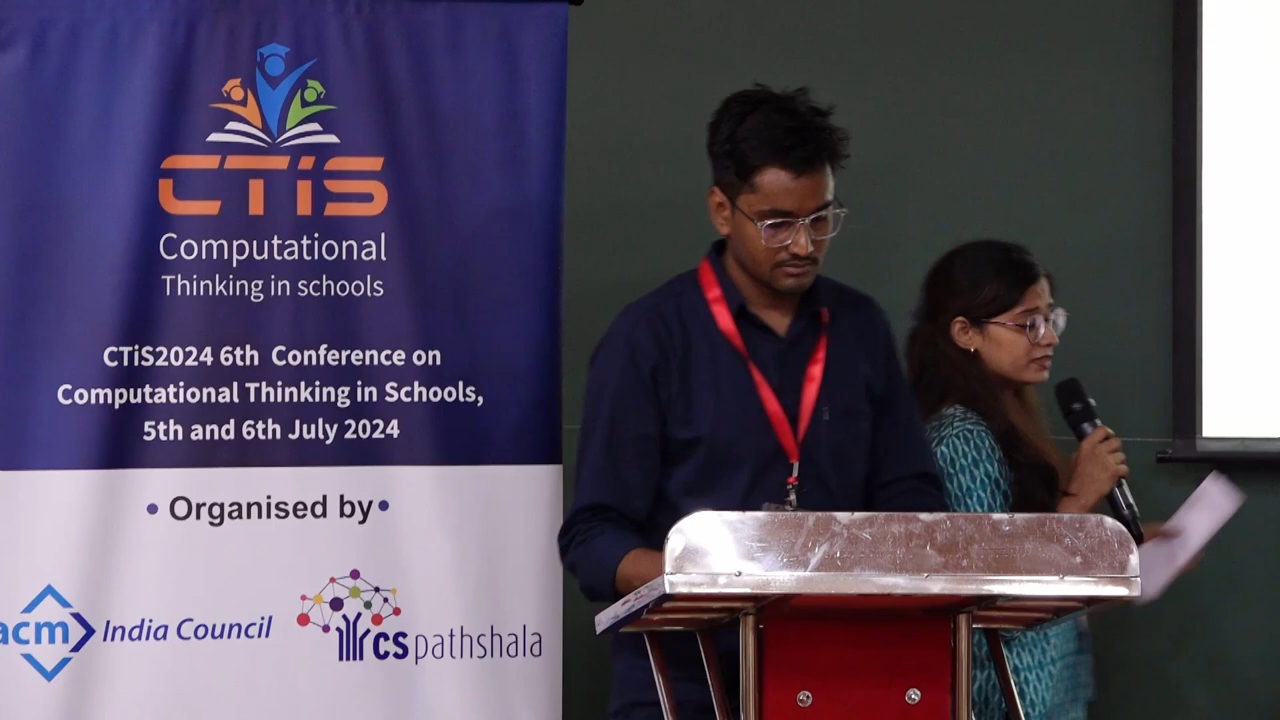 CTiS
Computational
Thinking in schools
CTiS2024 6th Conference on
Computational Thinking in Schools,
5th and 6th July 2024
• Organised by •
acm India Council
CS pathshala